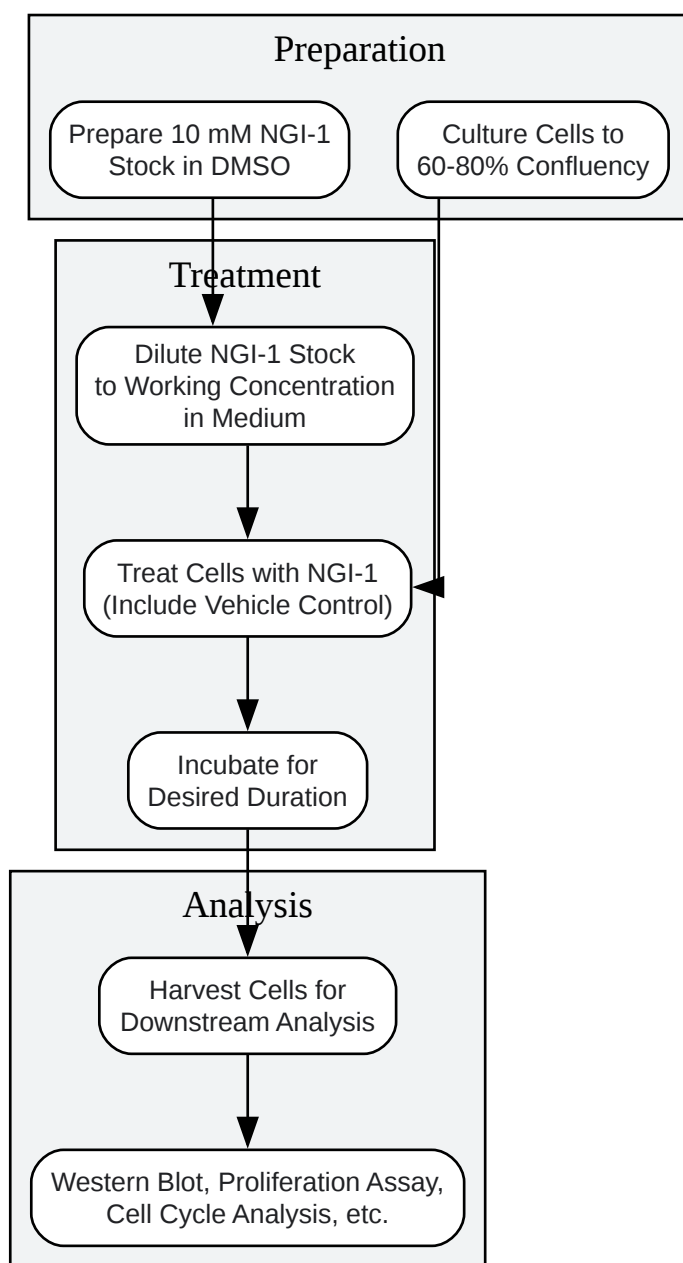 Preparation
Prepare 10 mM NGI-1
Stock in DMSO
Culture Cells to
60-80% Confluency
Treatment
Dilute NGI-1 Stock
to Working Concentration
in Medium
Treat Cells with NGI-1
(Include Vehicle Control)
Incubate for
Desired Duration
Analysis
Harvest Cells for
Downstream Analysis
Western Blot, Proliferation Assay,
Cell Cycle Analysis, etc.